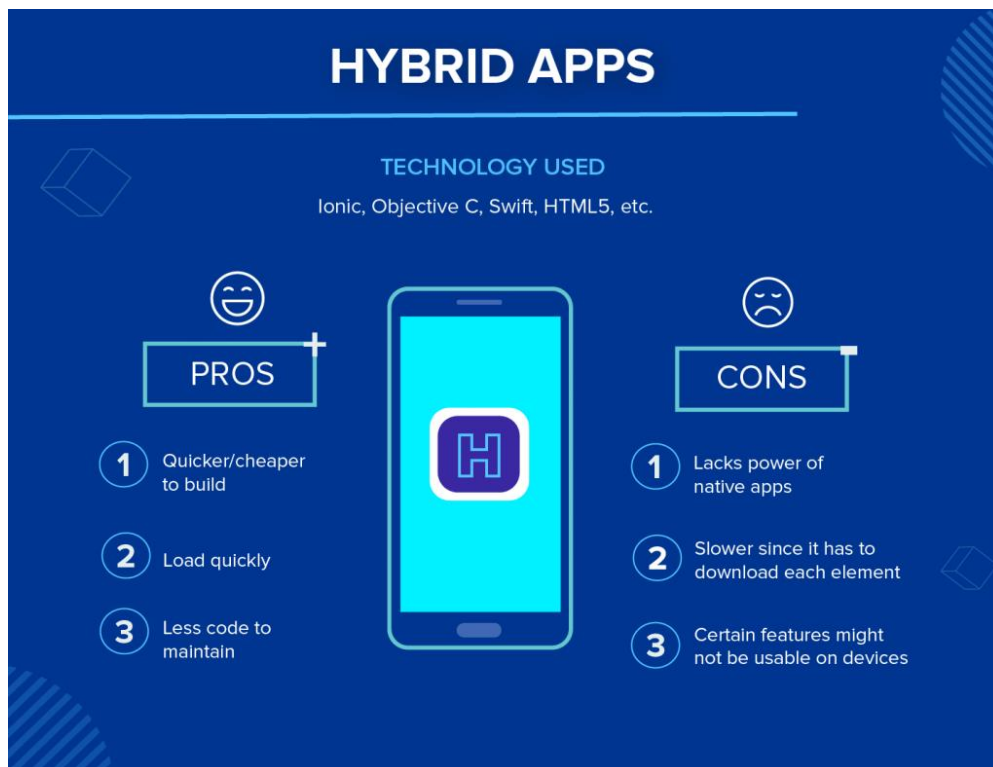 HYBRID APPS
TECHNOLOGY USED
Ionic, Objective C, Swift, HTML5, etc.
PROS
1 Quicker/cheaper
to build
2 Load quickly
3 Less code to
maintain
H
CONS
1 Lacks power of
native apps
2 Slower since it has to
download each element
3 Certain features might
not be usable on devices